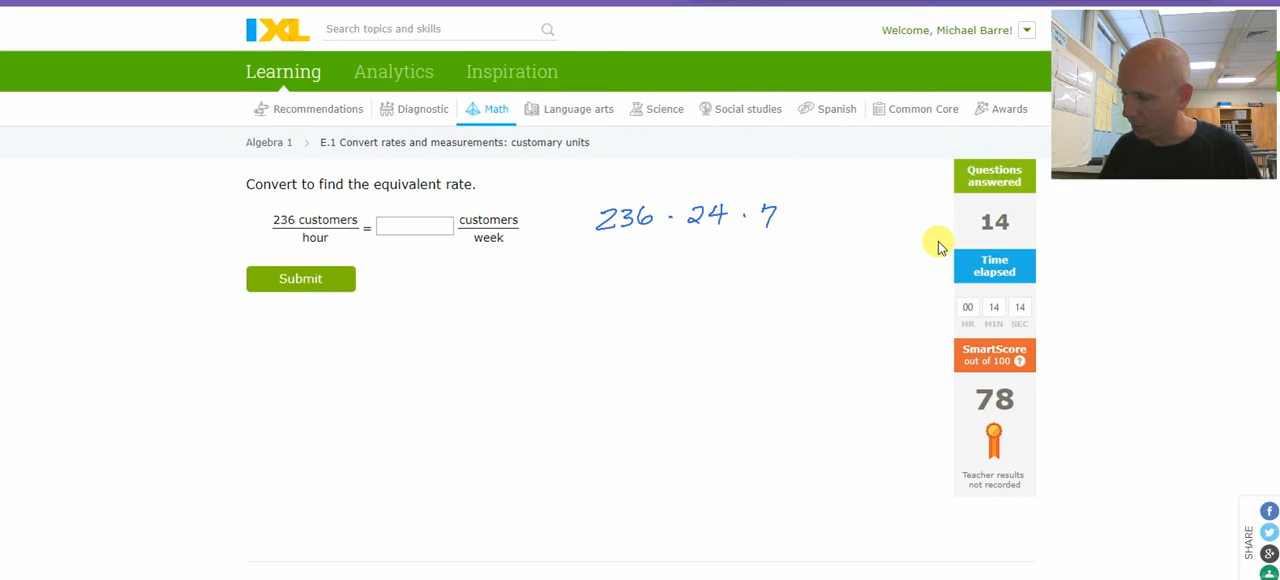 IXL Search topics and skills Welcome, Michael Barre!
Learning Analytics Inspiration
Recommendations Diagnostic Math Language arts Science Social studies Spanish Common Core Awards
Algebra 1 > E.1 Convert rates and measurements: customary units
Convert to find the equivalent rate.
236 customers
hour
=
customers
week
236 · 24 · 7
Submit
Questions
answered
14
Time
elapsed
00 14 14
HR MIN SEC
SmartScore
out of 100 ?
78
Teacher results
not recorded
SHARE